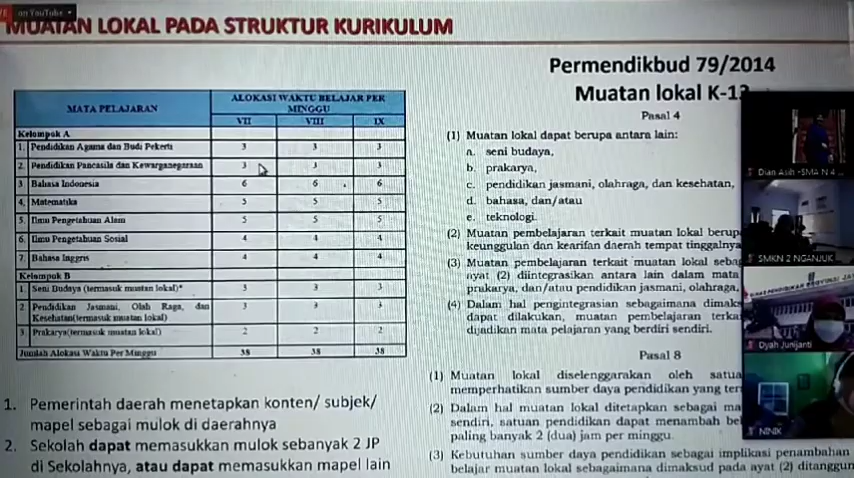 on YouTube
MUATAN LOKAL PADA STRUKTUR KURIKULUM
MATA PELAJARAN
ALOKASI WAKTU BELAJAR PER MINGGU
VII VIII IX
Kelompok A
1. Pendidikan Agama dan Budi Pekerti 3 3 3
2. Pendidikan Pancasila dan Kewarganegaraan 3 3 3
3. Bahasa Indonesia 6 6 6
4. Matematika 5 5 5
5. Ilmu Pengetahuan Alam 5 5 5
6. Ilmu Pengetahuan Sosial 4 4 4
7. Bahasa Inggris 4 4 4
Kelompok B
1. Seni Budaya (termasuk muatan lokal)* 3 3 3
2. Pendidikan Jasmani, Olah Raga, dan
Kesehatan(termasuk muatan lokal) 3 3 3
3. Prakarya(termasuk muatan lokal) 2 2 2
Jumlah Alokasi Waktu Per Minggu 38 38 38
1. Pemerintah daerah menetapkan konten/ subjek/
mapel sebagai mulok di daerahnya
2. Sekolah dapat memasukkan mulok sebanyak 2 JP
di Sekolahnya, atau dapat memasukkan mapel lain
Permendikbud 79/2014
Muatan lokal K-13
Pasal 4
(1) Muatan lokal dapat berupa antara lain:
a. seni budaya,
b. prakarya,
c. pendidikan jasmani, olahraga, dan kesehatan,
d. bahasa, dan/atau
e. teknologi.
(2) Muatan pembelajaran terkait muatan lokal berup
keunggulan dan kearifan daerah tempat tinggalnya
(3) Muatan pembelajaran terkait muatan lokal sebag
ayat (2) diintegrasikan antara lain dalam mata
prakarya, dan/atau pendidikan jasmani, olahraga,
(4) Dalam hal pengintegrasian sebagaimana dimaks
dapat dilakukan, muatan pembelajaran terka
dijadikan mata pelajaran yang berdiri sendiri.
Pasal 8
(1) Muatan lokal diselenggarakan oleh satua
memperhatikan sumber daya pendidikan yang ter
(2) Dalam hal muatan lokal ditetapkan sebagai ma
sendiri, satuan pendidikan dapat menambah bel
paling banyak 2 (dua) jam per minggu.
(3) Kebutuhan sumber daya pendidikan sebagai implikasi penambahan
belajar muatan lokal sebagaimana dimaksud pada ayat (2) ditanggun
Dian Asih -SMA N 4 ...
SMKN 2 NGANJUK
Dyah Junijanti
NINIK